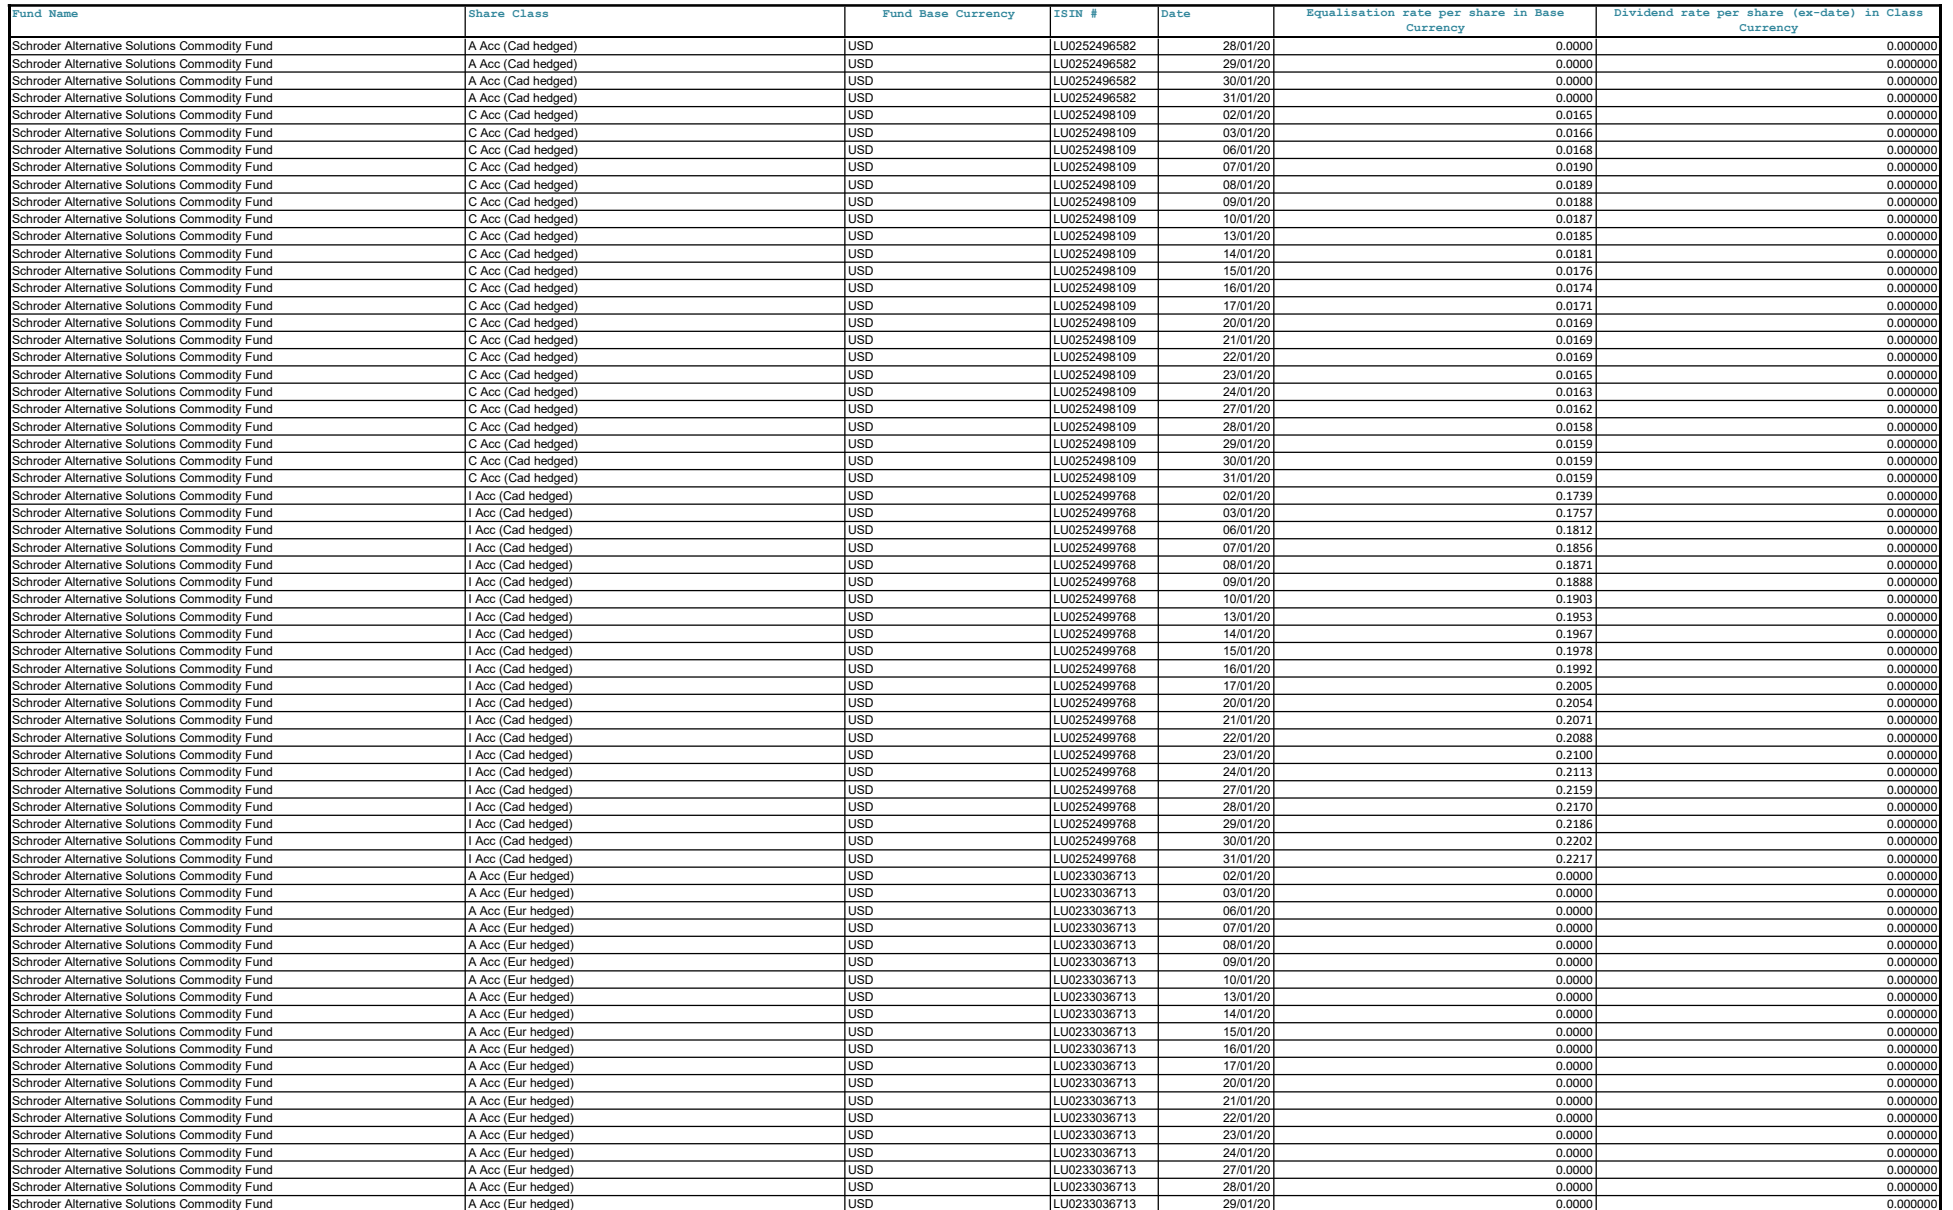 Fund Name Share Class Fund Base Currency ISIN # Date Equalisation rate per share in Base Currency Dividend rate per share (ex-date) in Class Currency
Schroder Alternative Solutions Commodity Fund A Acc (Cad hedged) USD LU0252496582 28/01/20 0.0000 0.000000
Schroder Alternative Solutions Commodity Fund A Acc (Cad hedged) USD LU0252496582 29/01/20 0.0000 0.000000
Schroder Alternative Solutions Commodity Fund A Acc (Cad hedged) USD LU0252496582 30/01/20 0.0000 0.000000
Schroder Alternative Solutions Commodity Fund A Acc (Cad hedged) USD LU0252496582 31/01/20 0.0000 0.000000
Schroder Alternative Solutions Commodity Fund C Acc (Cad hedged) USD LU0252498109 02/01/20 0.0165 0.000000
Schroder Alternative Solutions Commodity Fund C Acc (Cad hedged) USD LU0252498109 03/01/20 0.0166 0.000000
Schroder Alternative Solutions Commodity Fund C Acc (Cad hedged) USD LU0252498109 06/01/20 0.0168 0.000000
Schroder Alternative Solutions Commodity Fund C Acc (Cad hedged) USD LU0252498109 07/01/20 0.0190 0.000000
Schroder Alternative Solutions Commodity Fund C Acc (Cad hedged) USD LU0252498109 08/01/20 0.0189 0.000000
Schroder Alternative Solutions Commodity Fund C Acc (Cad hedged) USD LU0252498109 09/01/20 0.0188 0.000000
Schroder Alternative Solutions Commodity Fund C Acc (Cad hedged) USD LU0252498109 10/01/20 0.0187 0.000000
Schroder Alternative Solutions Commodity Fund C Acc (Cad hedged) USD LU0252498109 13/01/20 0.0185 0.000000
Schroder Alternative Solutions Commodity Fund C Acc (Cad hedged) USD LU0252498109 14/01/20 0.0181 0.000000
Schroder Alternative Solutions Commodity Fund C Acc (Cad hedged) USD LU0252498109 15/01/20 0.0176 0.000000
Schroder Alternative Solutions Commodity Fund C Acc (Cad hedged) USD LU0252498109 16/01/20 0.0174 0.000000
Schroder Alternative Solutions Commodity Fund C Acc (Cad hedged) USD LU0252498109 17/01/20 0.0171 0.000000
Schroder Alternative Solutions Commodity Fund C Acc (Cad hedged) USD LU0252498109 20/01/20 0.0169 0.000000
Schroder Alternative Solutions Commodity Fund C Acc (Cad hedged) USD LU0252498109 21/01/20 0.0169 0.000000
Schroder Alternative Solutions Commodity Fund C Acc (Cad hedged) USD LU0252498109 22/01/20 0.0169 0.000000
Schroder Alternative Solutions Commodity Fund C Acc (Cad hedged) USD LU0252498109 23/01/20 0.0165 0.000000
Schroder Alternative Solutions Commodity Fund C Acc (Cad hedged) USD LU0252498109 24/01/20 0.0163 0.000000
Schroder Alternative Solutions Commodity Fund C Acc (Cad hedged) USD LU0252498109 27/01/20 0.0162 0.000000
Schroder Alternative Solutions Commodity Fund C Acc (Cad hedged) USD LU0252498109 28/01/20 0.0158 0.000000
Schroder Alternative Solutions Commodity Fund C Acc (Cad hedged) USD LU0252498109 29/01/20 0.0159 0.000000
Schroder Alternative Solutions Commodity Fund C Acc (Cad hedged) USD LU0252498109 30/01/20 0.0159 0.000000
Schroder Alternative Solutions Commodity Fund C Acc (Cad hedged) USD LU0252498109 31/01/20 0.0159 0.000000
Schroder Alternative Solutions Commodity Fund I Acc (Cad hedged) USD LU0252499768 02/01/20 0.1739 0.000000
Schroder Alternative Solutions Commodity Fund I Acc (Cad hedged) USD LU0252499768 03/01/20 0.1757 0.000000
Schroder Alternative Solutions Commodity Fund I Acc (Cad hedged) USD LU0252499768 06/01/20 0.1812 0.000000
Schroder Alternative Solutions Commodity Fund I Acc (Cad hedged) USD LU0252499768 07/01/20 0.1856 0.000000
Schroder Alternative Solutions Commodity Fund I Acc (Cad hedged) USD LU0252499768 08/01/20 0.1871 0.000000
Schroder Alternative Solutions Commodity Fund I Acc (Cad hedged) USD LU0252499768 09/01/20 0.1888 0.000000
Schroder Alternative Solutions Commodity Fund I Acc (Cad hedged) USD LU0252499768 10/01/20 0.1903 0.000000
Schroder Alternative Solutions Commodity Fund I Acc (Cad hedged) USD LU0252499768 13/01/20 0.1953 0.000000
Schroder Alternative Solutions Commodity Fund I Acc (Cad hedged) USD LU0252499768 14/01/20 0.1967 0.000000
Schroder Alternative Solutions Commodity Fund I Acc (Cad hedged) USD LU0252499768 15/01/20 0.1978 0.000000
Schroder Alternative Solutions Commodity Fund I Acc (Cad hedged) USD LU0252499768 16/01/20 0.1992 0.000000
Schroder Alternative Solutions Commodity Fund I Acc (Cad hedged) USD LU0252499768 17/01/20 0.2005 0.000000
Schroder Alternative Solutions Commodity Fund I Acc (Cad hedged) USD LU0252499768 20/01/20 0.2054 0.000000
Schroder Alternative Solutions Commodity Fund I Acc (Cad hedged) USD LU0252499768 21/01/20 0.2071 0.000000
Schroder Alternative Solutions Commodity Fund I Acc (Cad hedged) USD LU0252499768 22/01/20 0.2088 0.000000
Schroder Alternative Solutions Commodity Fund I Acc (Cad hedged) USD LU0252499768 23/01/20 0.2100 0.000000
Schroder Alternative Solutions Commodity Fund I Acc (Cad hedged) USD LU0252499768 24/01/20 0.2113 0.000000
Schroder Alternative Solutions Commodity Fund I Acc (Cad hedged) USD LU0252499768 27/01/20 0.2159 0.000000
Schroder Alternative Solutions Commodity Fund I Acc (Cad hedged) USD LU0252499768 28/01/20 0.2170 0.000000
Schroder Alternative Solutions Commodity Fund I Acc (Cad hedged) USD LU0252499768 29/01/20 0.2186 0.000000
Schroder Alternative Solutions Commodity Fund I Acc (Cad hedged) USD LU0252499768 30/01/20 0.2202 0.000000
Schroder Alternative Solutions Commodity Fund I Acc (Cad hedged) USD LU0252499768 31/01/20 0.2217 0.000000
Schroder Alternative Solutions Commodity Fund A Acc (Eur hedged) USD LU0233036713 02/01/20 0.0000 0.000000
Schroder Alternative Solutions Commodity Fund A Acc (Eur hedged) USD LU0233036713 03/01/20 0.0000 0.000000
Schroder Alternative Solutions Commodity Fund A Acc (Eur hedged) USD LU0233036713 06/01/20 0.0000 0.000000
Schroder Alternative Solutions Commodity Fund A Acc (Eur hedged) USD LU0233036713 07/01/20 0.0000 0.000000
Schroder Alternative Solutions Commodity Fund A Acc (Eur hedged) USD LU0233036713 08/01/20 0.0000 0.000000
Schroder Alternative Solutions Commodity Fund A Acc (Eur hedged) USD LU0233036713 09/01/20 0.0000 0.000000
Schroder Alternative Solutions Commodity Fund A Acc (Eur hedged) USD LU0233036713 10/01/20 0.0000 0.000000
Schroder Alternative Solutions Commodity Fund A Acc (Eur hedged) USD LU0233036713 13/01/20 0.0000 0.000000
Schroder Alternative Solutions Commodity Fund A Acc (Eur hedged) USD LU0233036713 14/01/20 0.0000 0.000000
Schroder Alternative Solutions Commodity Fund A Acc (Eur hedged) USD LU0233036713 15/01/20 0.0000 0.000000
Schroder Alternative Solutions Commodity Fund A Acc (Eur hedged) USD LU0233036713 16/01/20 0.0000 0.000000
Schroder Alternative Solutions Commodity Fund A Acc (Eur hedged) USD LU0233036713 17/01/20 0.0000 0.000000
Schroder Alternative Solutions Commodity Fund A Acc (Eur hedged) USD LU0233036713 20/01/20 0.0000 0.000000
Schroder Alternative Solutions Commodity Fund A Acc (Eur hedged) USD LU0233036713 21/01/20 0.0000 0.000000
Schroder Alternative Solutions Commodity Fund A Acc (Eur hedged) USD LU0233036713 22/01/20 0.0000 0.000000
Schroder Alternative Solutions Commodity Fund A Acc (Eur hedged) USD LU0233036713 23/01/20 0.0000 0.000000
Schroder Alternative Solutions Commodity Fund A Acc (Eur hedged) USD LU0233036713 24/01/20 0.0000 0.000000
Schroder Alternative Solutions Commodity Fund A Acc (Eur hedged) USD LU0233036713 27/01/20 0.0000 0.000000
Schroder Alternative Solutions Commodity Fund A Acc (Eur hedged) USD LU0233036713 28/01/20 0.0000 0.000000
Schroder Alternative Solutions Commodity Fund A Acc (Eur hedged) USD LU0233036713 29/01/20 0.0000 0.000000